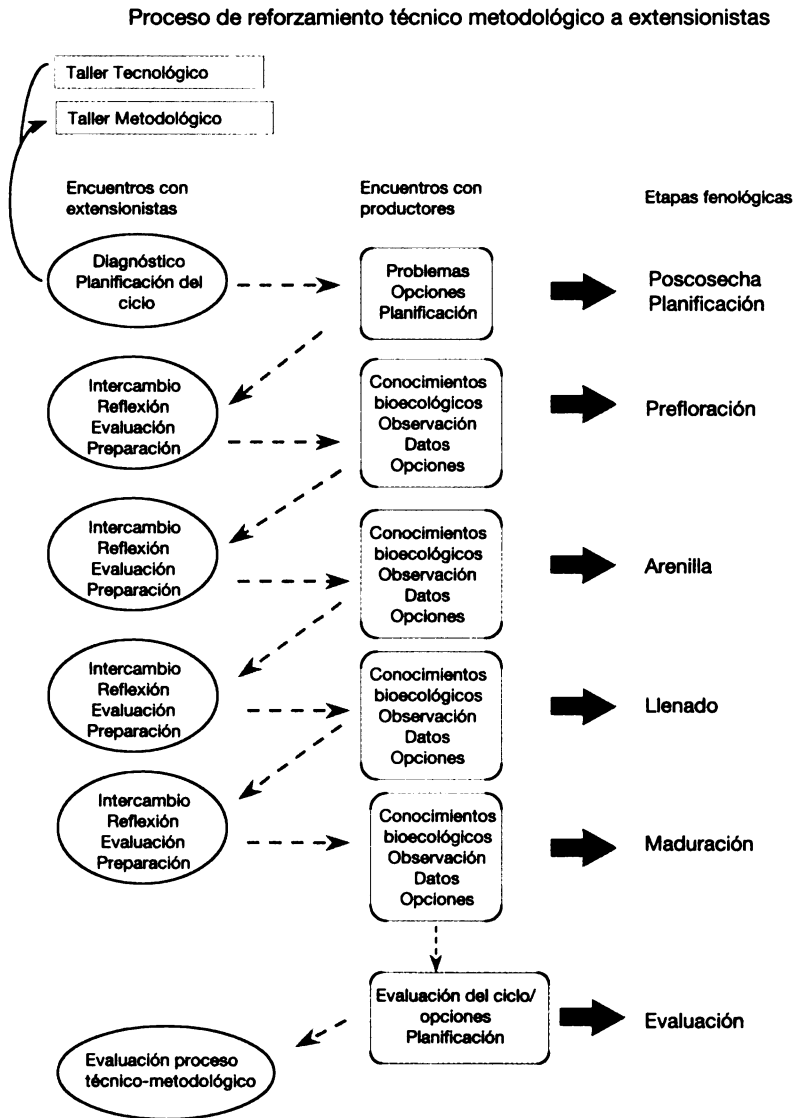 Proceso de reforzamiento técnico metodológico a extensionistas
Taller Tecnológico
Taller Metodológico
Encuentros con
extensionistas
Encuentros con
productores
Etapas fenológicas
Diagnóstico
Planificación del
ciclo
Problemas
Opciones
Planificación
Poscosecha
Planificación
Intercambio
Reflexión
Evaluación
Preparación
Conocimientos
bioecológicos
Observación
Datos
Opciones
Prefloración
Intercambio
Reflexión
Evaluación
Preparación
Conocimientos
bioecológicos
Observación
Datos
Opciones
Arenilla
Intercambio
Reflexión
Evaluación
Preparación
Conocimientos
bioecológicos
Observación
Datos
Opciones
Llenado
Intercambio
Reflexión
Evaluación
Preparación
Conocimientos
bioecológicos
Observación
Datos
Opciones
Maduración
Evaluación del ciclo/
opciones
Planificación
Evaluación
Evaluación proceso
técnico-metodológico